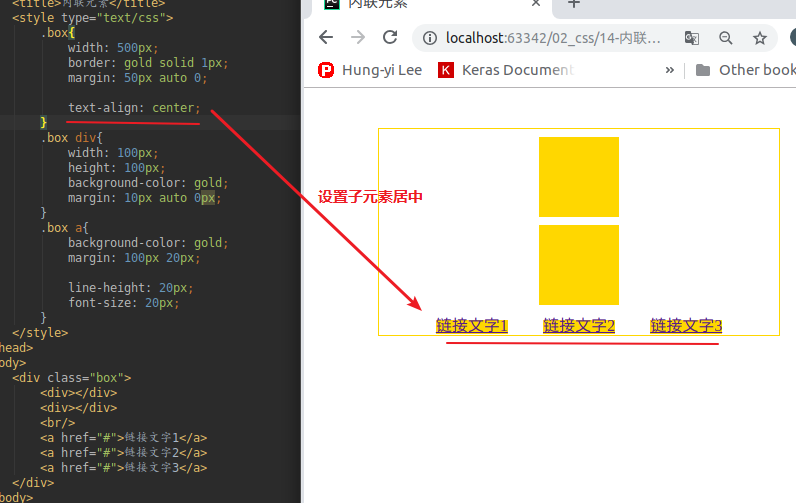 <title>内联元素</title>
<style type="text/css">
.box{
width: 500px;
border: gold solid 1px;
margin: 50px auto 0;
text-align: center;
}
.box div{
width: 100px;
height: 100px;
background-color: gold;
margin: 10px auto 0px;
}
.box a{
background-color: gold;
margin: 100px 20px;
line-height: 20px;
font-size: 20px;
}
</style>
head>
body>
<div class="box">
<div></div>
<div></div>
<br/>
<a href="#">链接文字1</a>
<a href="#">链接文字2</a>
<a href="#">链接文字3</a>
</div>
body>
内联元素
localhost:63342/02_css/14-内联...
Hung-yi Lee
Keras Document
»
Other book
设置子元素居中
链接文字1 链接文字2 链接文字3